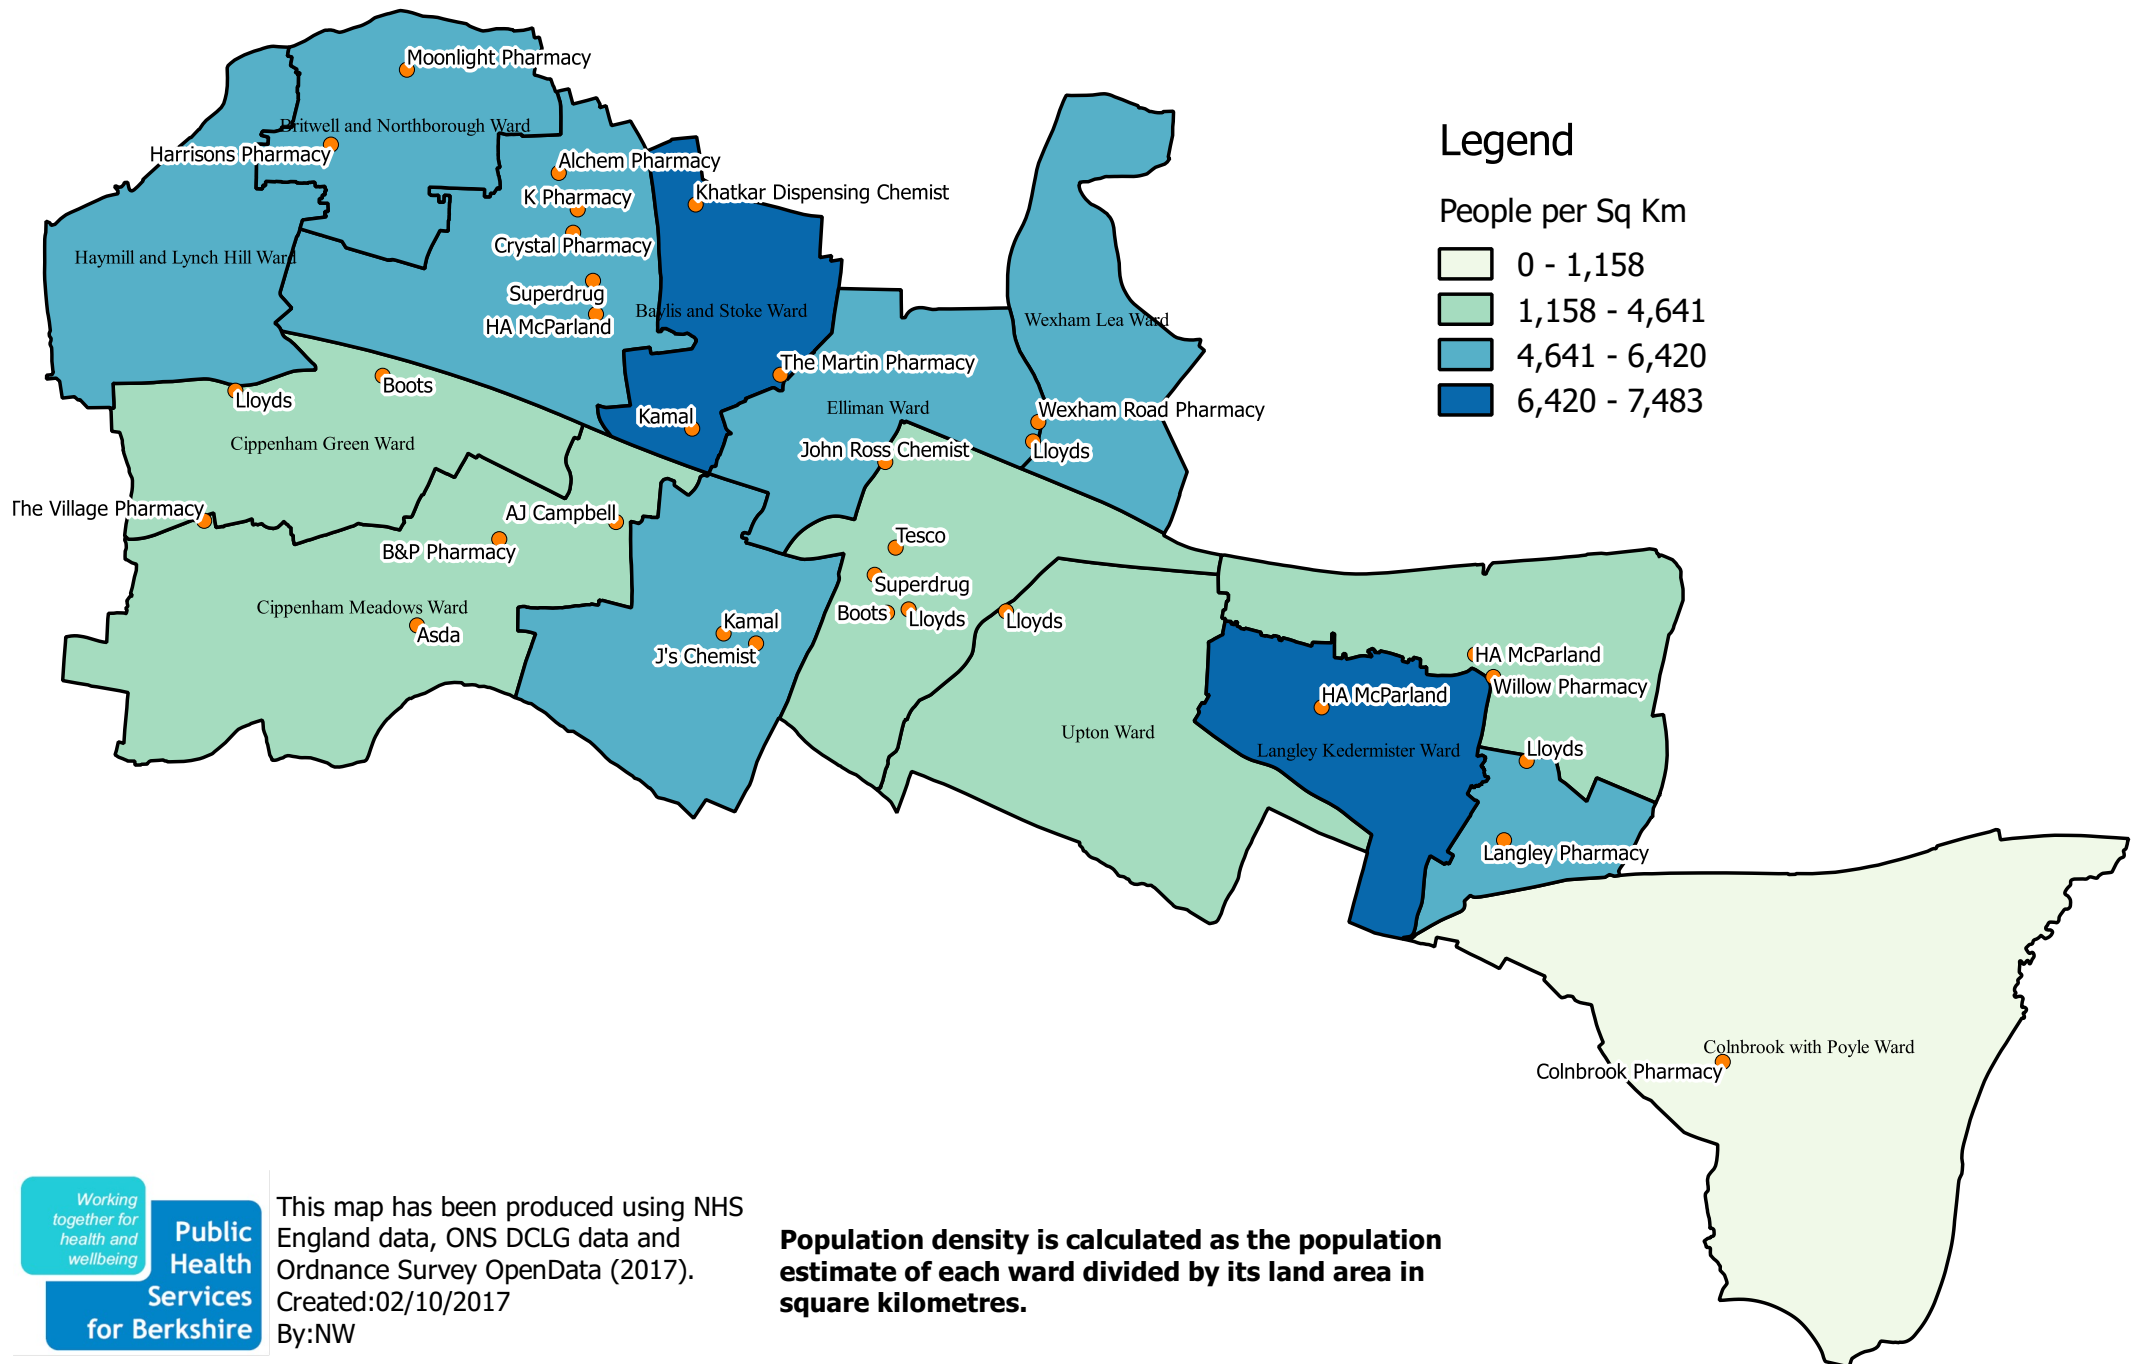 Moonlight Pharmacy
Britwell and Northborough Ward
Harrisons Pharmacy
Alchem Pharmacy
K Pharmacy
Khatkar Dispensing Chemist
Crystal Pharmacy
Haymill and Lynch Hill Ward
Superdrug
HA McParland
Baylis and Stoke Ward
Wexham Lea Ward
The Martin Pharmacy
Boots
Lloyds
Elliman Ward
Kamal
Wexham Road Pharmacy
Cippenham Green Ward
John Ross Chemist
Lloyds
The Village Pharmacy
AJ Campbell
B&P Pharmacy
Tesco
Superdrug
Cippenham Meadows Ward
Asda
Kamal
J's Chemist
Boots
Lloyds
Lloyds
HA McParland
Willow Pharmacy
HA McParland
Upton Ward
Langley Kedermister Ward
Lloyds
Langley Pharmacy
Colnbrook with Poyle Ward
Colnbrook Pharmacy
Legend
People per Sq Km
0 - 1,158
1,158 - 4,641
4,641 - 6,420
6,420 - 7,483
Working
together for
health and
wellbeing
Public
Health
Services
for Berkshire
This map has been produced using NHS
England data, ONS DCLG data and
Ordnance Survey OpenData (2017).
Created:02/10/2017
By:NW
Population density is calculated as the population
estimate of each ward divided by its land area in
square kilometres.